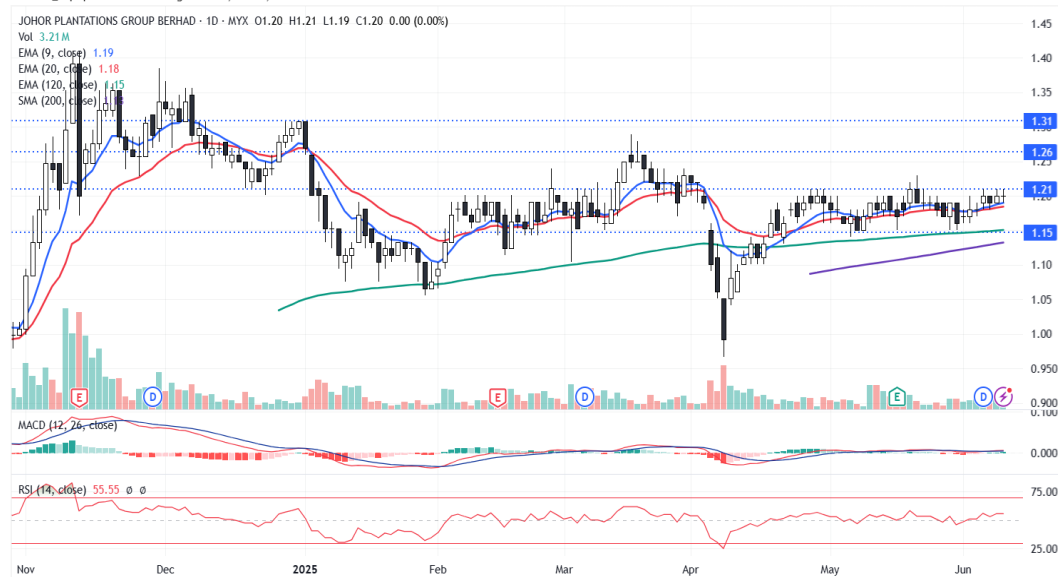 JOHOR PLANTATIONS GROUP BERHAD · 1D · MYX O1.20 H1.21 L1.19 C1.20 0.00 (0.00%)
Vol 3.21M
EMA (9, close) 1.19
EMA (20, close) 1.18
EMA (120, close) 1.15
SMA (200, close)
1.45
1.40
1.35
1.31
1.26
1.25
1.21
1.20
1.15
1.10
1.05
1.00
0.950
0.900
E D E D E D
0.100
MACD (12, 26, close)
0.000
RSI (14, close) 55.55 ø ø
75.00
25.00
Nov Dec 2025 Feb Mar Apr May Jun